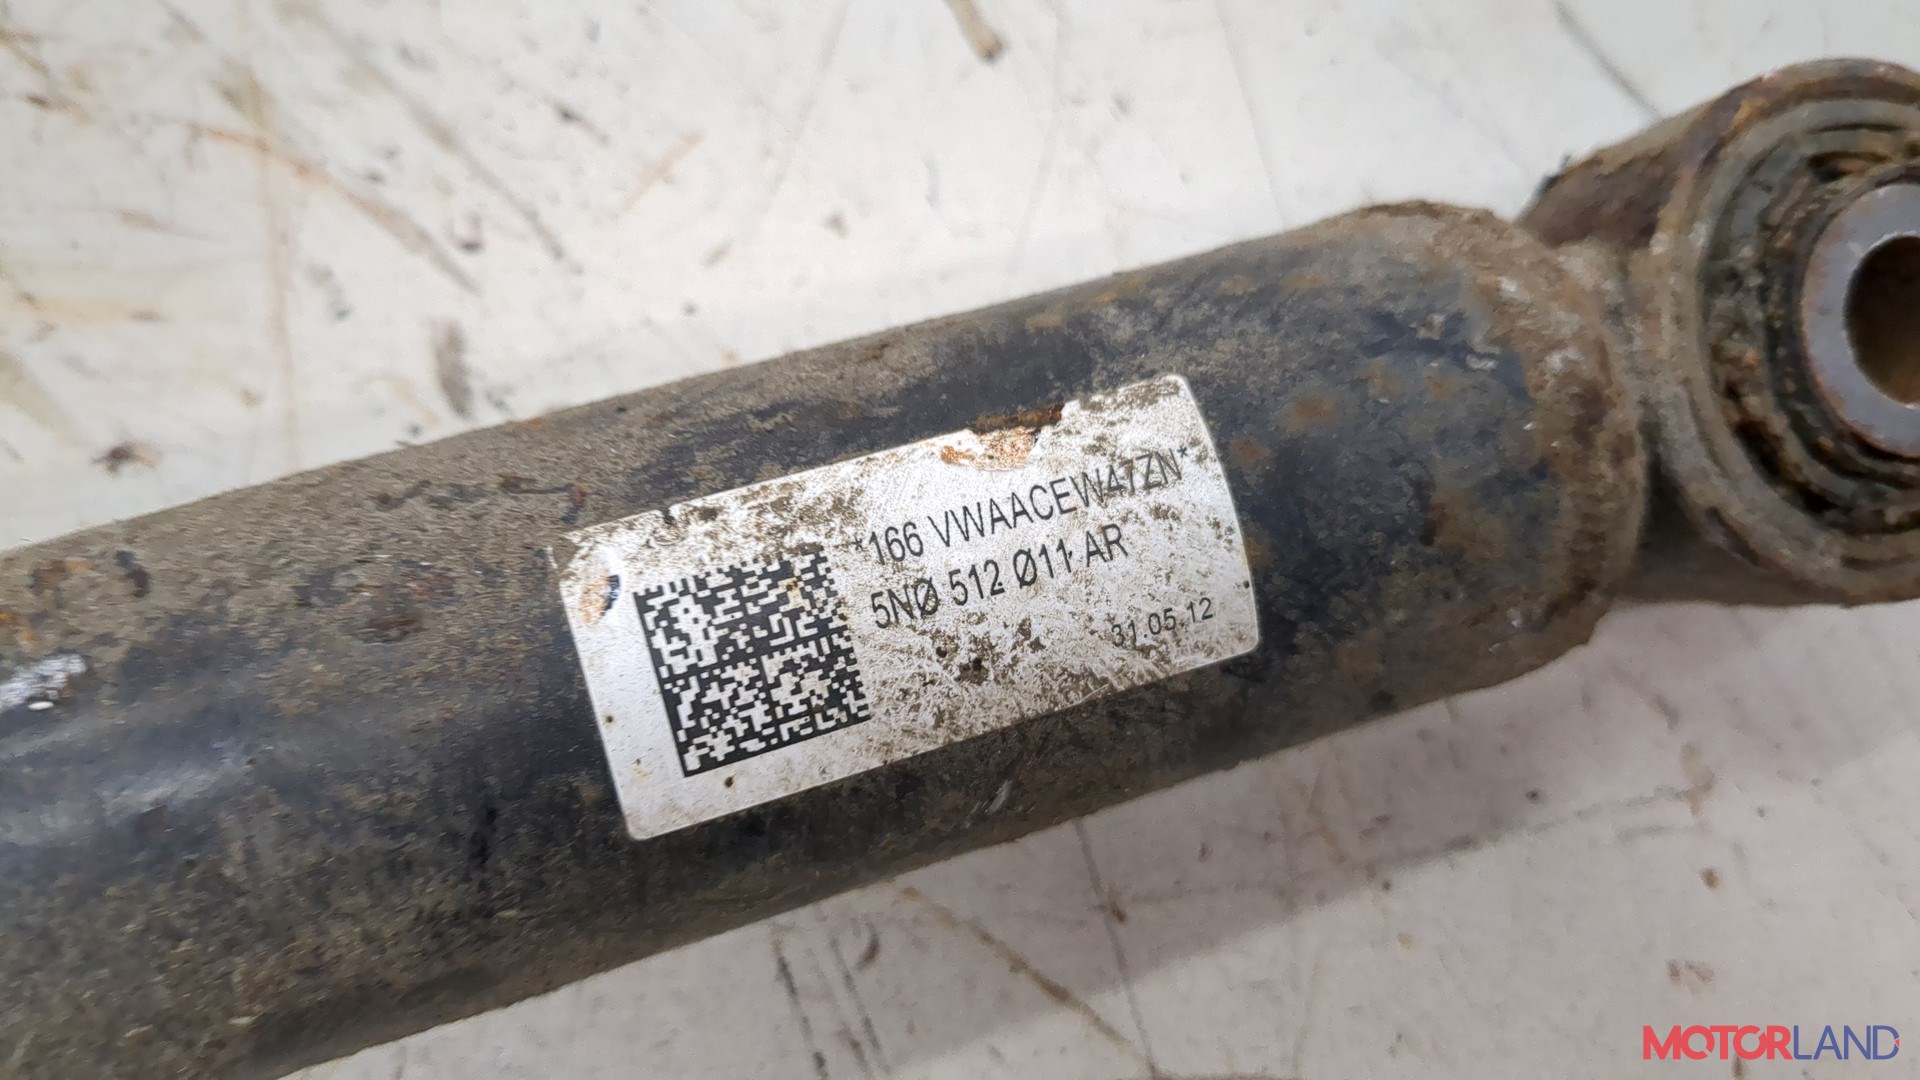 *166 VWAACEW47ZN*
5NØ 512 Ø11 AR
31.05.12
MOTORLAND